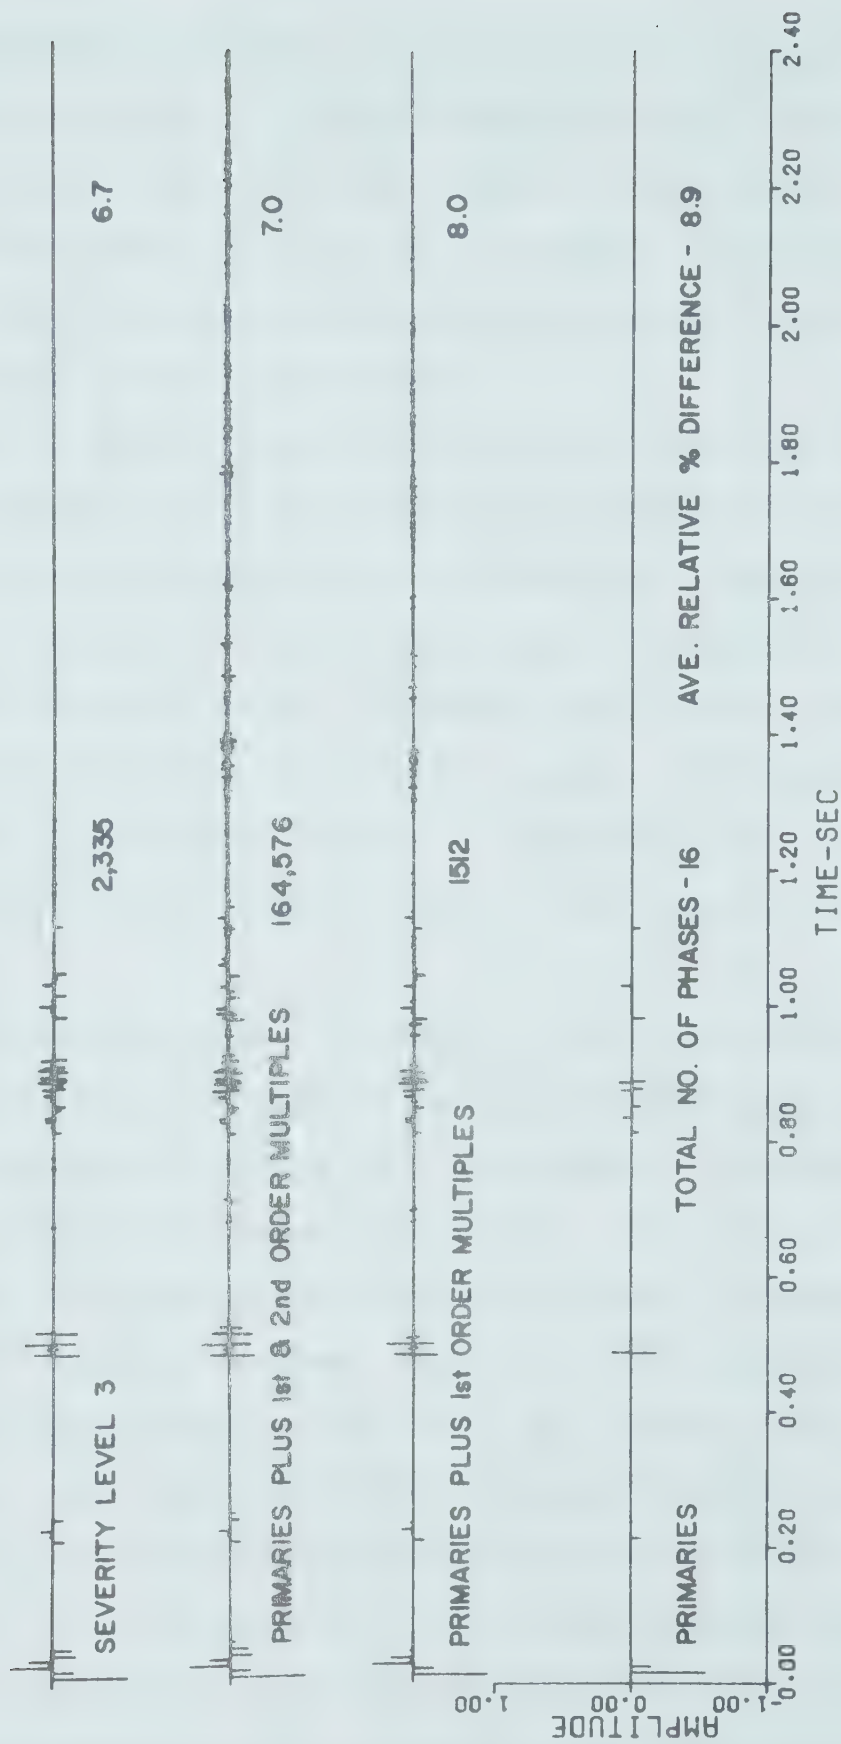 SEVERITY LEVEL 3 2,335 6.7
PRIMARIES PLUS 1st & 2nd ORDER MULTIPLES 164,576 7.0
PRIMARIES PLUS 1st ORDER MULTIPLES 1512 8.0
PRIMARIES TOTAL NO. OF PHASES-16 AVE. RELATIVE % DIFFERENCE - 8.9
AMPLITUDE
1.00
0.00
-1.00
0.00 0.20 0.40 0.60 0.80 1.00 1.20 1.40 1.60 1.80 2.00 2.20 2.40
TIME-SEC